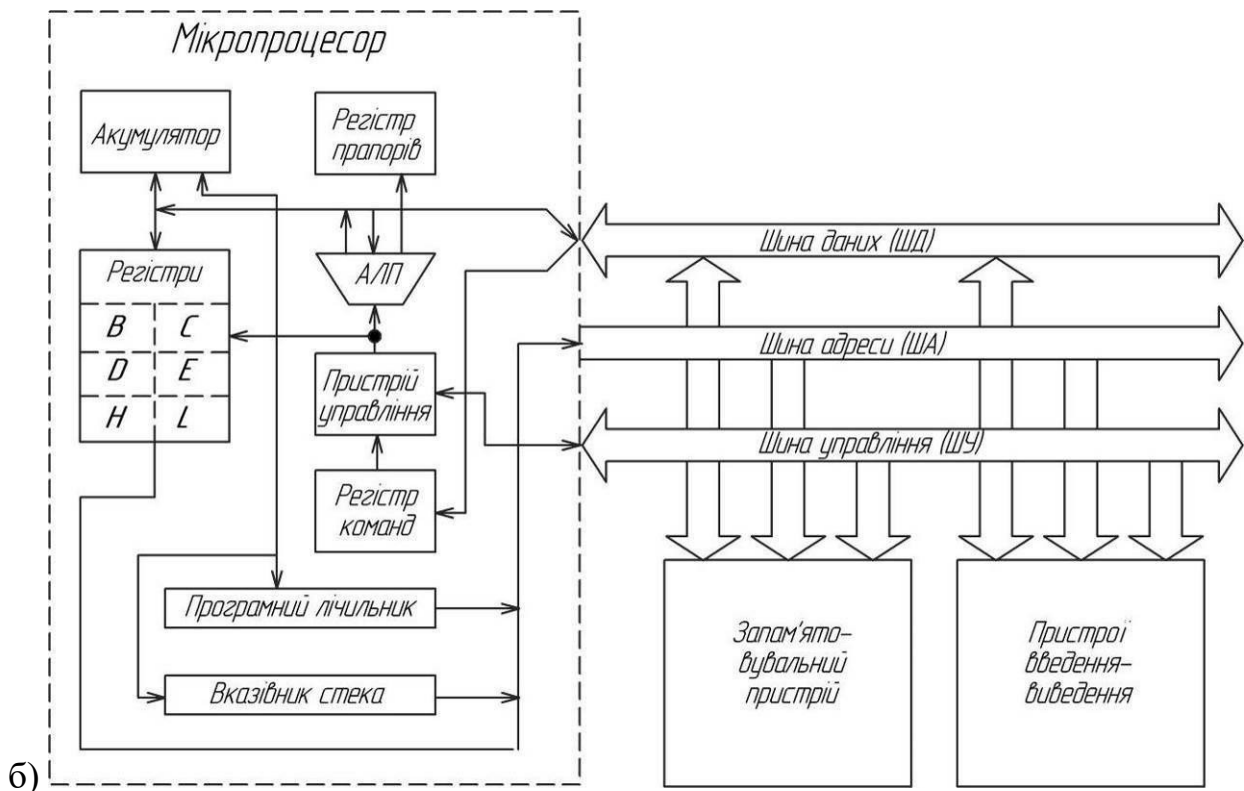 Мікропроцесор
Акумулятор
Регістр
прапорів
Регістри
B C
D E
H L
АЛП
Пристрій
управління
Регістр
команд
Програмний лічильник
Вказівник стека
Шина даних (ШД)
Шина адреси (ША)
Шина управління (ШУ)
Запам'ято-
вувальний
пристрій
Пристрої
введення-
виведення
б)